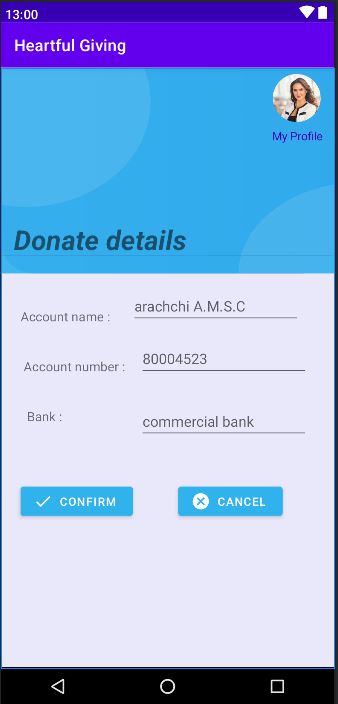 13:00
Heartful Giving
My Profile
Donate details
Account name : arachchi A.M.S.C
Account number : 80004523
Bank : commercial bank
CONFIRM CANCEL